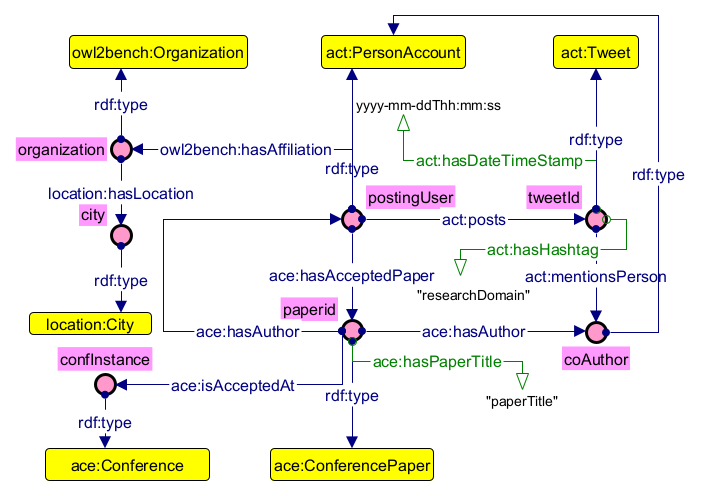 owl2bench:Organization
act:PersonAccount
act:Tweet
rdf:type
yyyy-mm-ddThh:mm:ss
rdf:type
organization
owl2bench:hasAffiliation
act:hasDateTimeStamp
rdf:type
rdf:type
location:hasLocation
postingUser
tweetId
city
act:posts
act:hasHashtag
rdf:type
ace:hasAcceptedPaper
act:mentionsPerson
"researchDomain"
paperid
location:City
ace:hasAuthor
ace:hasAuthor
confInstance
coAuthor
ace:hasPaperTitle
ace:isAcceptedAt
rdf:type
"paperTitle"
rdf:type
ace:Conference
ace:ConferencePaper